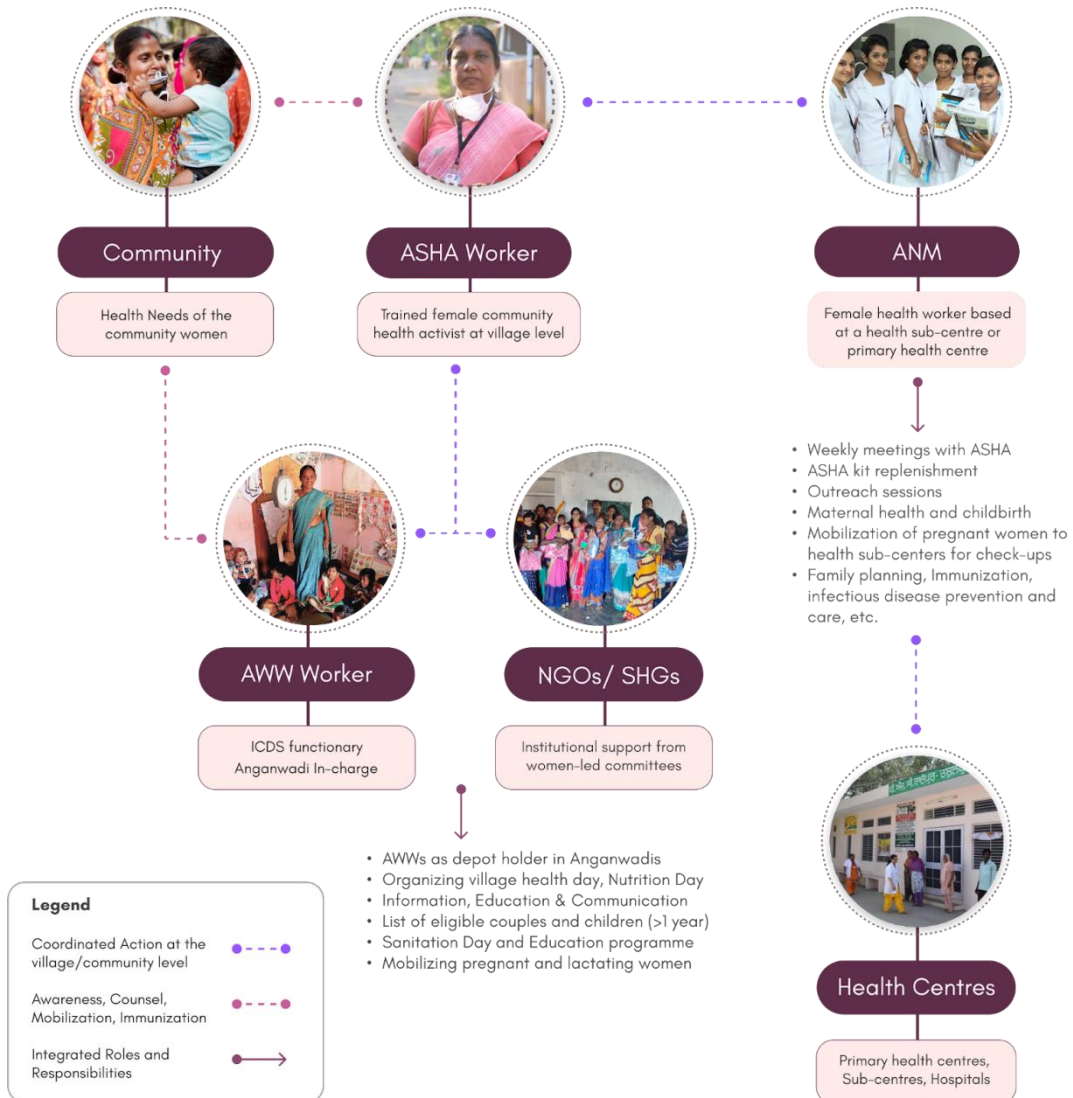 Community
ASHA Worker
ANM
Health Needs of the
community women
Trained female community
health activist at village level
Female health worker based
at a health sub-centre or
primary health centre
• Weekly meetings with ASHA
• ASHA kit replenishment
• Outreach sessions
• Maternal health and childbirth
• Mobilization of pregnant women to
health sub-centers for check-ups
• Family planning, Immunization,
infectious disease prevention and
care, etc.
AWW Worker
NGOs/ SHGs
ICDS functionary
Anganwadi In-charge
Institutional support from
women-led committees
• AWWs as depot holder in Anganwadis
• Organizing village health day, Nutrition Day
• Information, Education & Communication
• List of eligible couples and children (>1 year)
• Sanitation Day and Education programme
• Mobilizing pregnant and lactating women
Health Centres
Primary health centres,
Sub-centres, Hospitals
Legend
Coordinated Action at the
village/community level
Awareness, Counsel,
Mobilization, Immunization
Integrated Roles and
Responsibilities